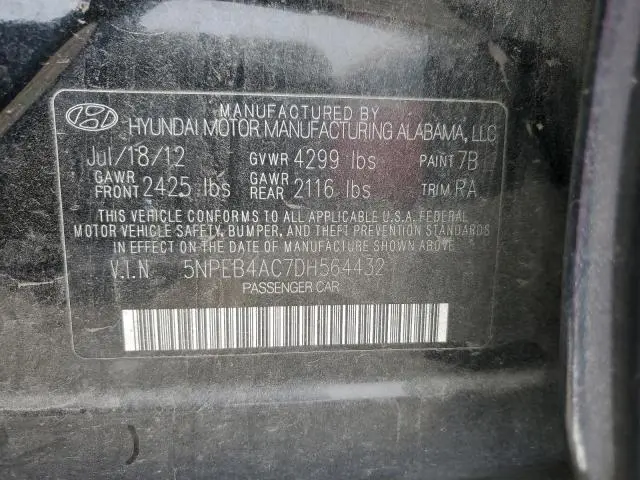 MANUFACTURED BY
HYUNDAI MOTOR MANUFACTURING ALABAMA, LLC
Jul/18/12 GVWR 4299 lbs PAINT 7B
GAWR FRONT 2425 lbs GAWR REAR 2116 lbs TRIM RA
THIS VEHICLE CONFORMS TO ALL APPLICABLE U.S.A. FEDERAL
MOTOR VEHICLE SAFETY, BUMPER, AND THEFT PREVENTION STANDARDS
IN EFFECT ON THE DATE OF MANUFACTURE SHOWN ABOVE.
V.I.N. 5NPEB4AC7DH564432
PASSENGER CAR